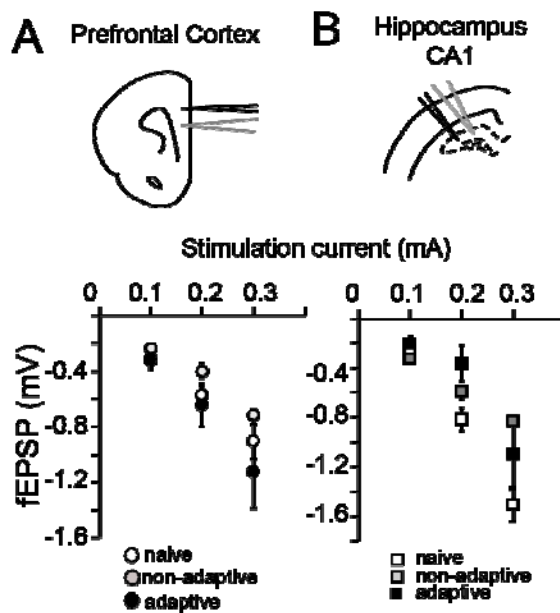 A
Prefrontal Cortex
B
Hippocampus
CA1
Stimulation current (mA)
0 0.1 0.2 0.3
0 0.1 0.2 0.3
fEPSP (mV)
-0.4
-0.8
-1.2
-1.6
-0.4
-0.8
-1.2
-1.6
naive
non-adaptive
adaptive
naive
non-adaptive
adaptive